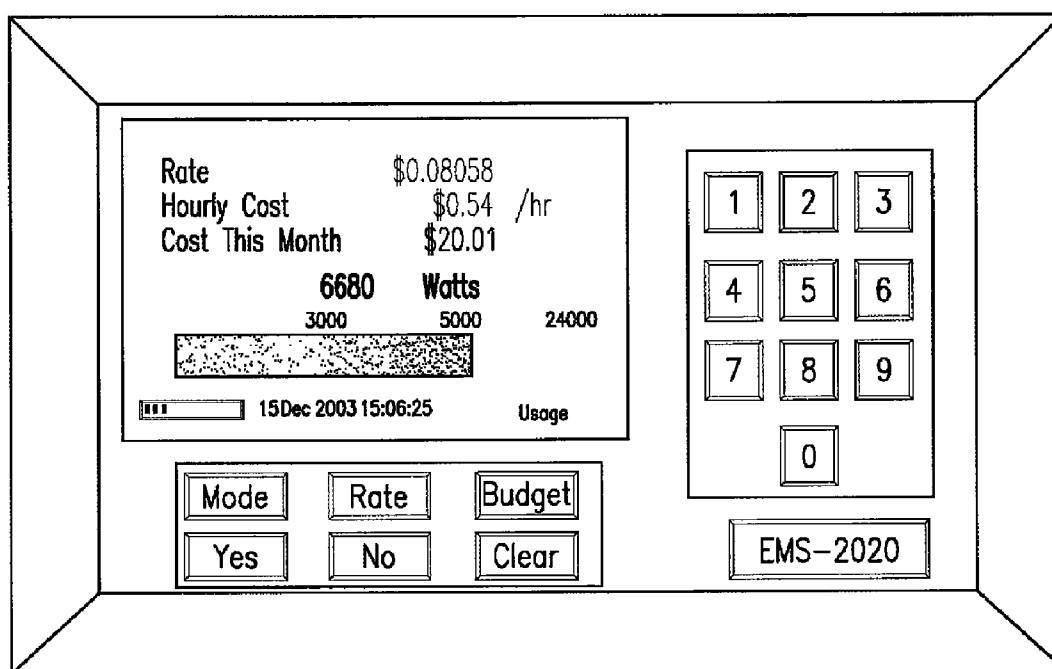 Rate $0.08058
Hourly Cost $0.54 /hr
Cost This Month $20.01
6680 Watts
3000 5000 24000
15Dec 2003 15:06:25 Usage
Mode Rate Budget
Yes No Clear
1 2 3
4 5 6
7 8 9
0
EMS-2020